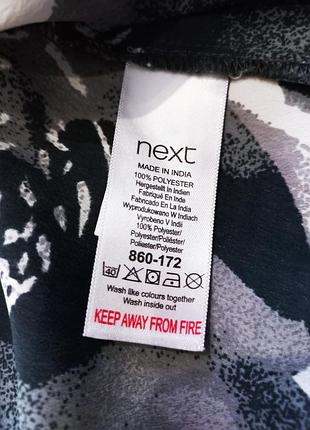 next
MADE IN INDIA
100% POLYESTER
Hergestellt In Indien
Fabriqué En Inde
Fabricado En La India
Wyprodukowano W Indiach
Vyrobeno V Indii
100% Polyester/
Polyester/Poliéster/
Poliester/Polyester
860-172
40
Wash like colours together
Wash inside out
KEEP AWAY FROM FIRE